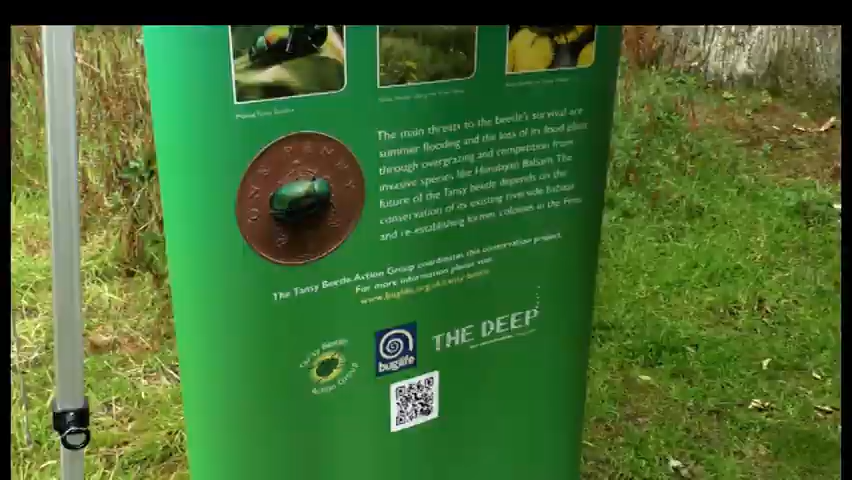 ONE PENNY
The main threats to the beetle's survival are
summer flooding and the loss of its food plant
through overgrazing and competition from
invasive species like Himalayan Balsam. The
future of the Tansy beetle depends on the
conservation of its existing riverside habitat
and re-establishing former colonies in the Fens.
The Tansy Beetle Action Group coordinates this conservation project.
For more information please visit
www.buglife.org.uk/tansy-beetle
Tansy Beetle
Action Group
buglife
THE DEEP